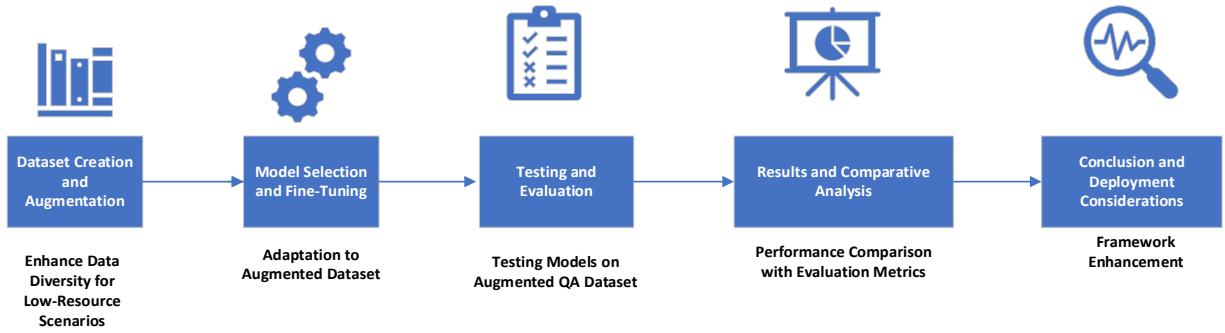 Dataset Creation
and
Augmentation
Model Selection
and Fine-Tuning
Testing and
Evaluation
Results and Comparative
Analysis
Conclusion and
Deployment
Considerations
Enhance Data
Diversity for
Low-Resource
Scenarios
Adaptation to
Augmented Dataset
Testing Models on
Augmented QA Dataset
Performance Comparison
with Evaluation Metrics
Framework
Enhancement